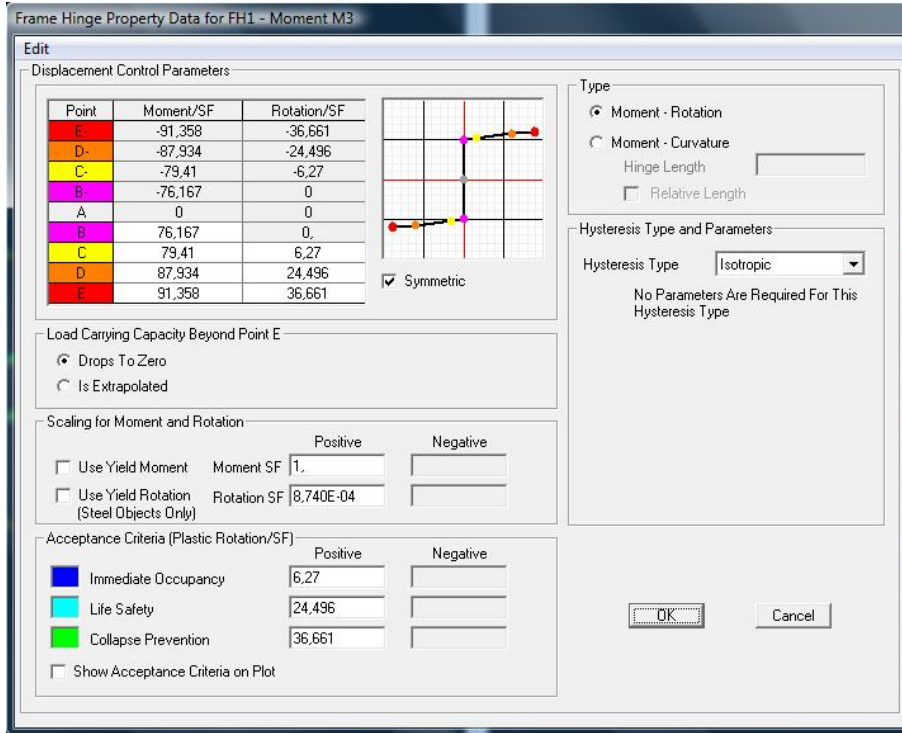 Frame Hinge Property Data for FH1 - Moment M3
Edit
Displacement Control Parameters
Point Moment/SF Rotation/SF
E- -91,358 -36,661
D- -87,934 -24,496
C- -79,41 -6,27
B- -76,167 0
A 0 0
B 76,167 0,
C 79,41 6,27
D 87,934 24,496
E 91,358 36,661
Symmetric
Load Carrying Capacity Beyond Point E
Drops To Zero
Is Extrapolated
Scaling for Moment and Rotation
Positive Negative
Use Yield Moment Moment SF 1,
Use Yield Rotation Rotation SF 8,740E-04
(Steel Objects Only)
Acceptance Criteria (Plastic Rotation/SF)
Positive Negative
Immediate Occupancy 6,27
Life Safety 24,496
Collapse Prevention 36,661
Show Acceptance Criteria on Plot
Type
Moment - Rotation
Moment - Curvature
Hinge Length
Relative Length
Hysteresis Type and Parameters
Hysteresis Type Isotropic
No Parameters Are Required For This
Hysteresis Type
OK Cancel